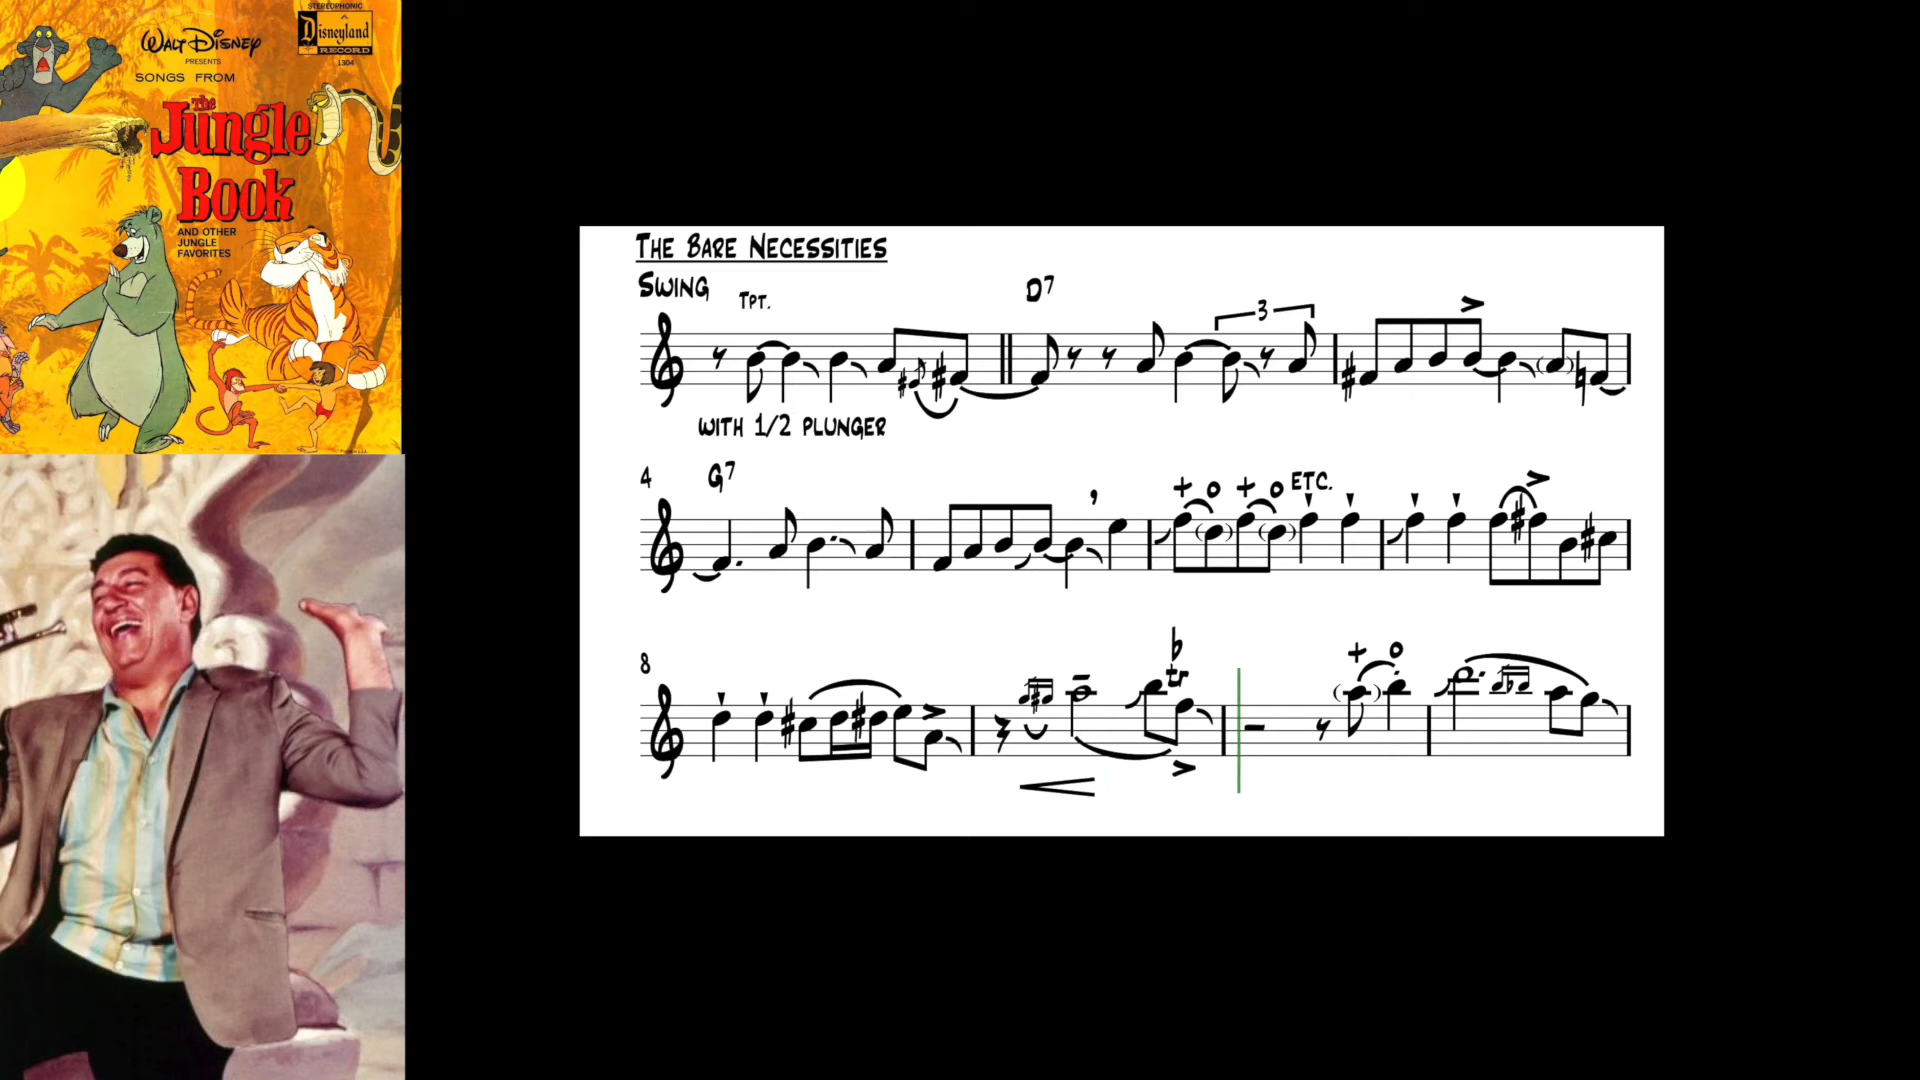 STEREOPHONIC
Disneyland
RECORD
1304
WALT DISNEY
PRESENTS
SONGS FROM
The
Jungle
Book
AND OTHER
JUNGLE
FAVORITES
THE BARE NECESSITIES
SWING
TPT.
D7
3
WITH 1/2 PLUNGER
4
G7
+ o + o ETC.
8
tr
+ o